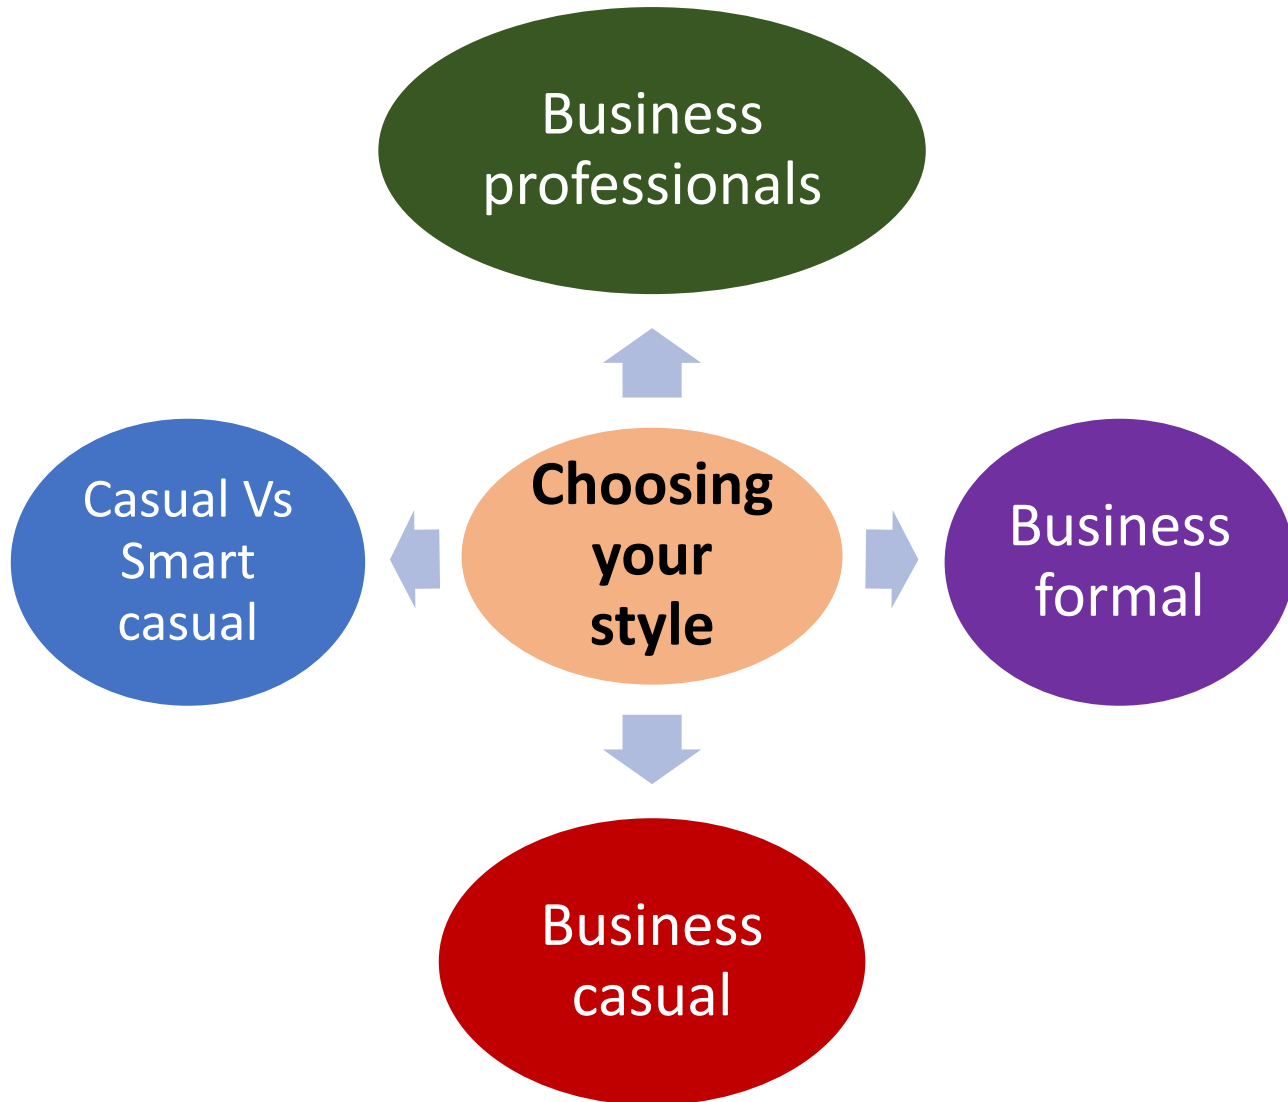 Business
professionals
Casual Vs
Smart
casual
Choosing
your
style
Business
formal
Business
casual